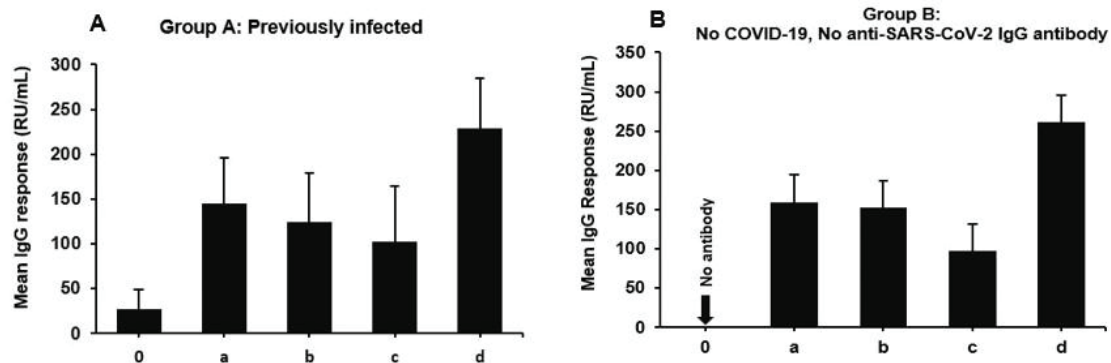 A
Group A: Previously infected
Mean IgG response (RU/mL)
300
250
200
150
100
50
0
0 a b c d
B
Group B:
No COVID-19, No anti-SARS-CoV-2 IgG antibody
Mean IgG Response (RU/mL)
350
300
250
200
150
100
50
0
No antibody
0 a b c d